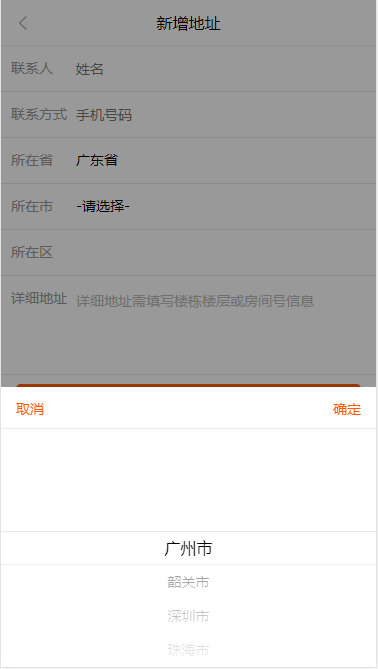 新增地址
联系人 姓名
联系方式 手机号码
所在省 广东省
所在市 -请选择-
所在区
详细地址 详细地址需填写楼栋楼层或房间号信息
取消 确定
广州市
韶关市
深圳市
珠海市